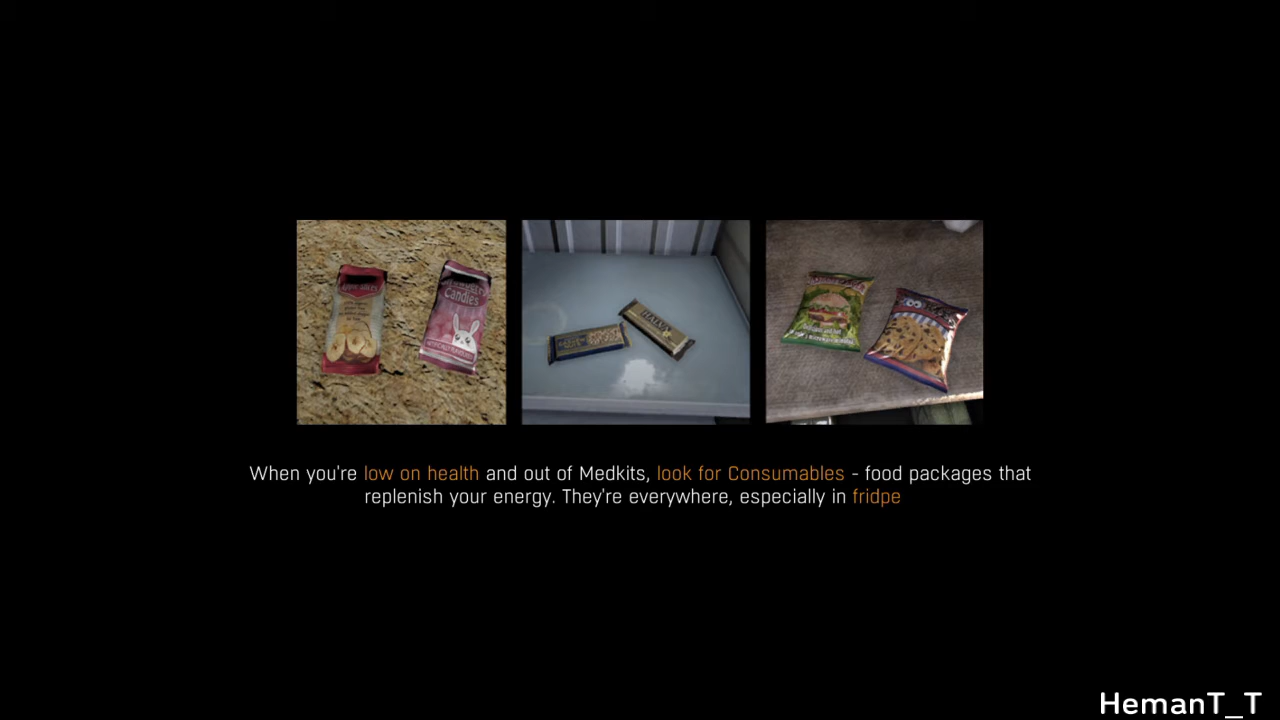 Candies
When you're low on health and out of Medkits, look for Consumables - food packages that
replenish your energy. They're everywhere, especially in fridpe
HemanT_T